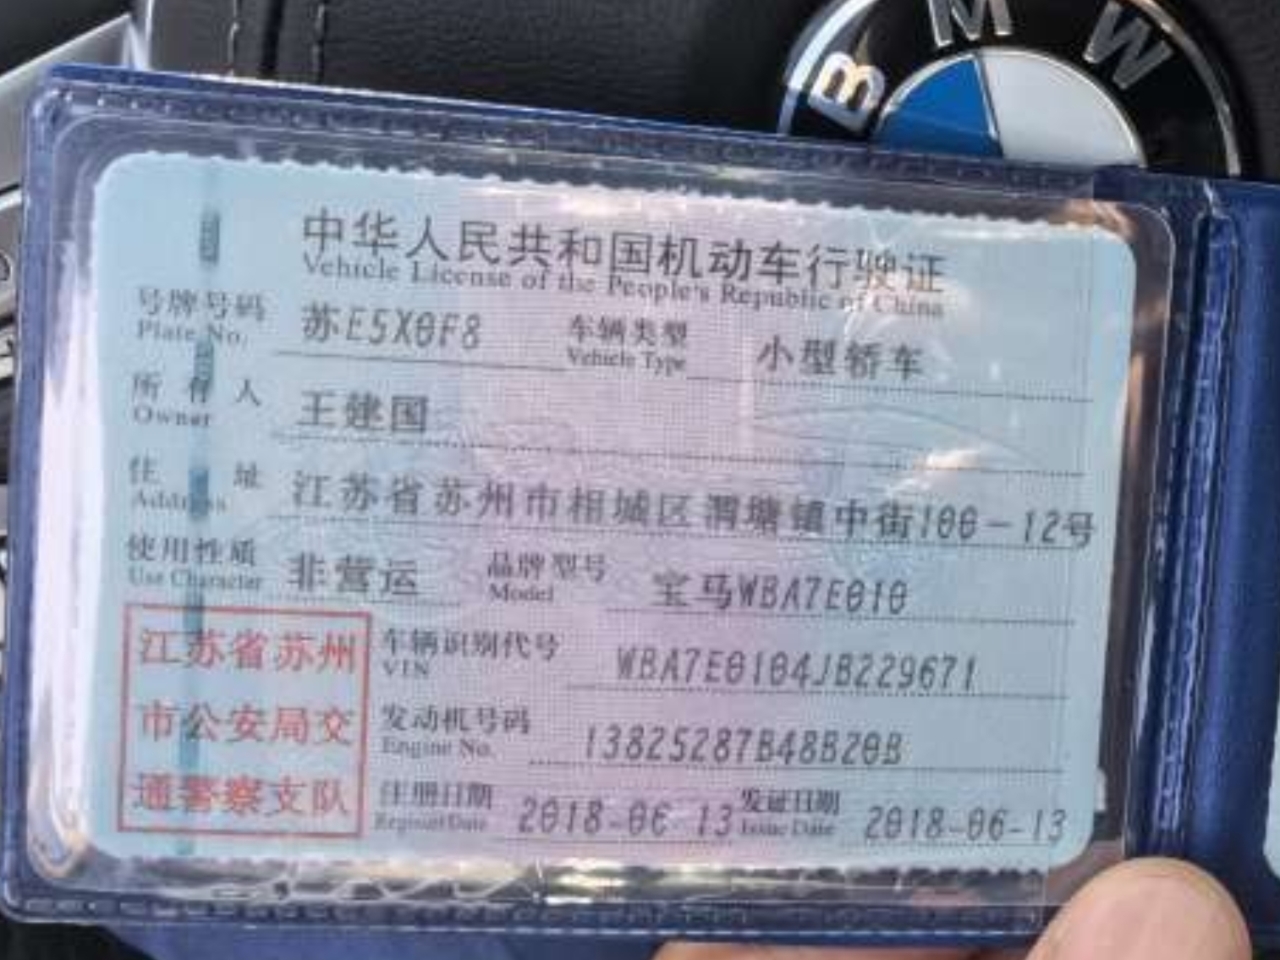 BMW
中华人民共和国机动车行驶证
Vehicle License of the People's Republic of China
号牌号码 苏E5X0F8 车辆类型 小型轿车
Plate No. Vehicle Type
所有人 王建国
Owner
住址 江苏省苏州市相城区渭塘镇中街100-12号
Address
使用性质 非营运 品牌型号 宝马WBA7E010
Use Character Model
江苏省苏州
市公安局交
通警察支队
车辆识别代号 WBA7E0104JB229671
VIN
发动机号码 13825287B48B20B
Engine No.
注册日期 2018-06-13 发证日期 2018-06-13
Register Date Issue Date